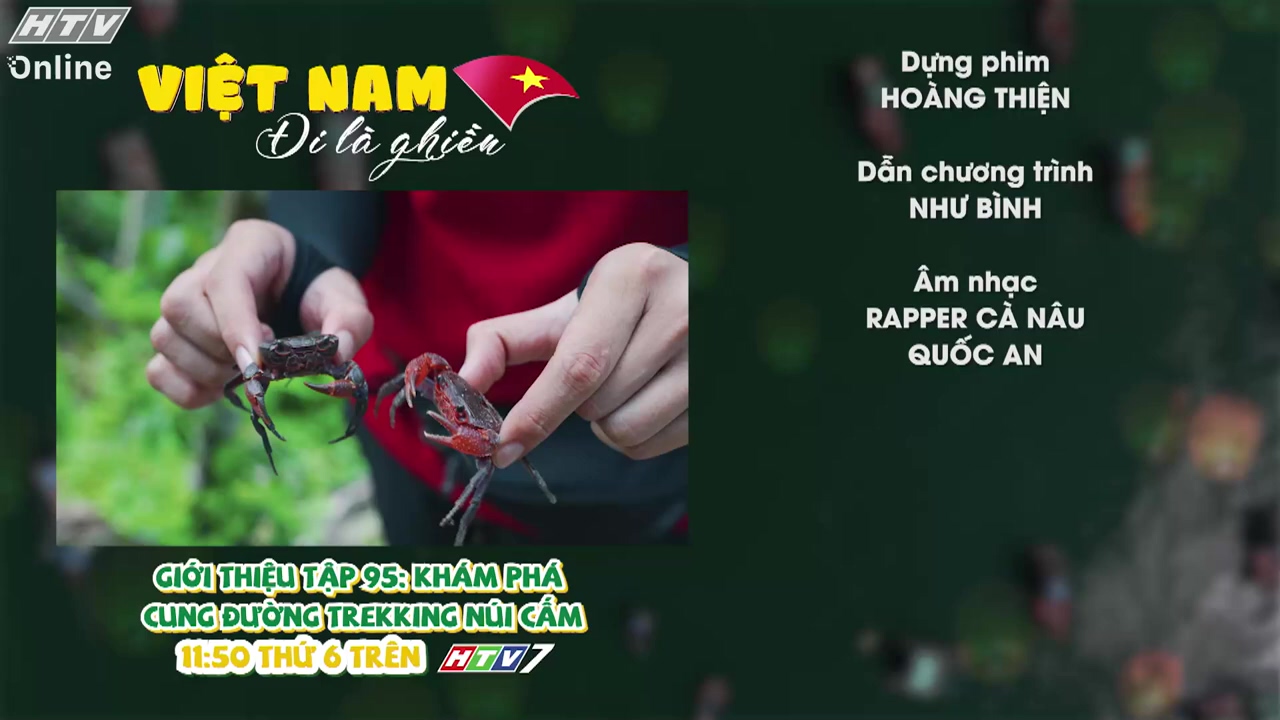 HTV
Online
VIỆT NAM
Đi là ghiền
GIỚI THIỆU TẬP 95: KHÁM PHÁ
CUNG ĐƯỜNG TREKKING NÚI CẤM
11:50 THỨ 6 TRÊN HTV7
Dựng phim
HOÀNG THIỆN
Dẫn chương trình
NHƯ BÌNH
Âm nhạc
RAPPER CÀ NÂU
QUỐC AN